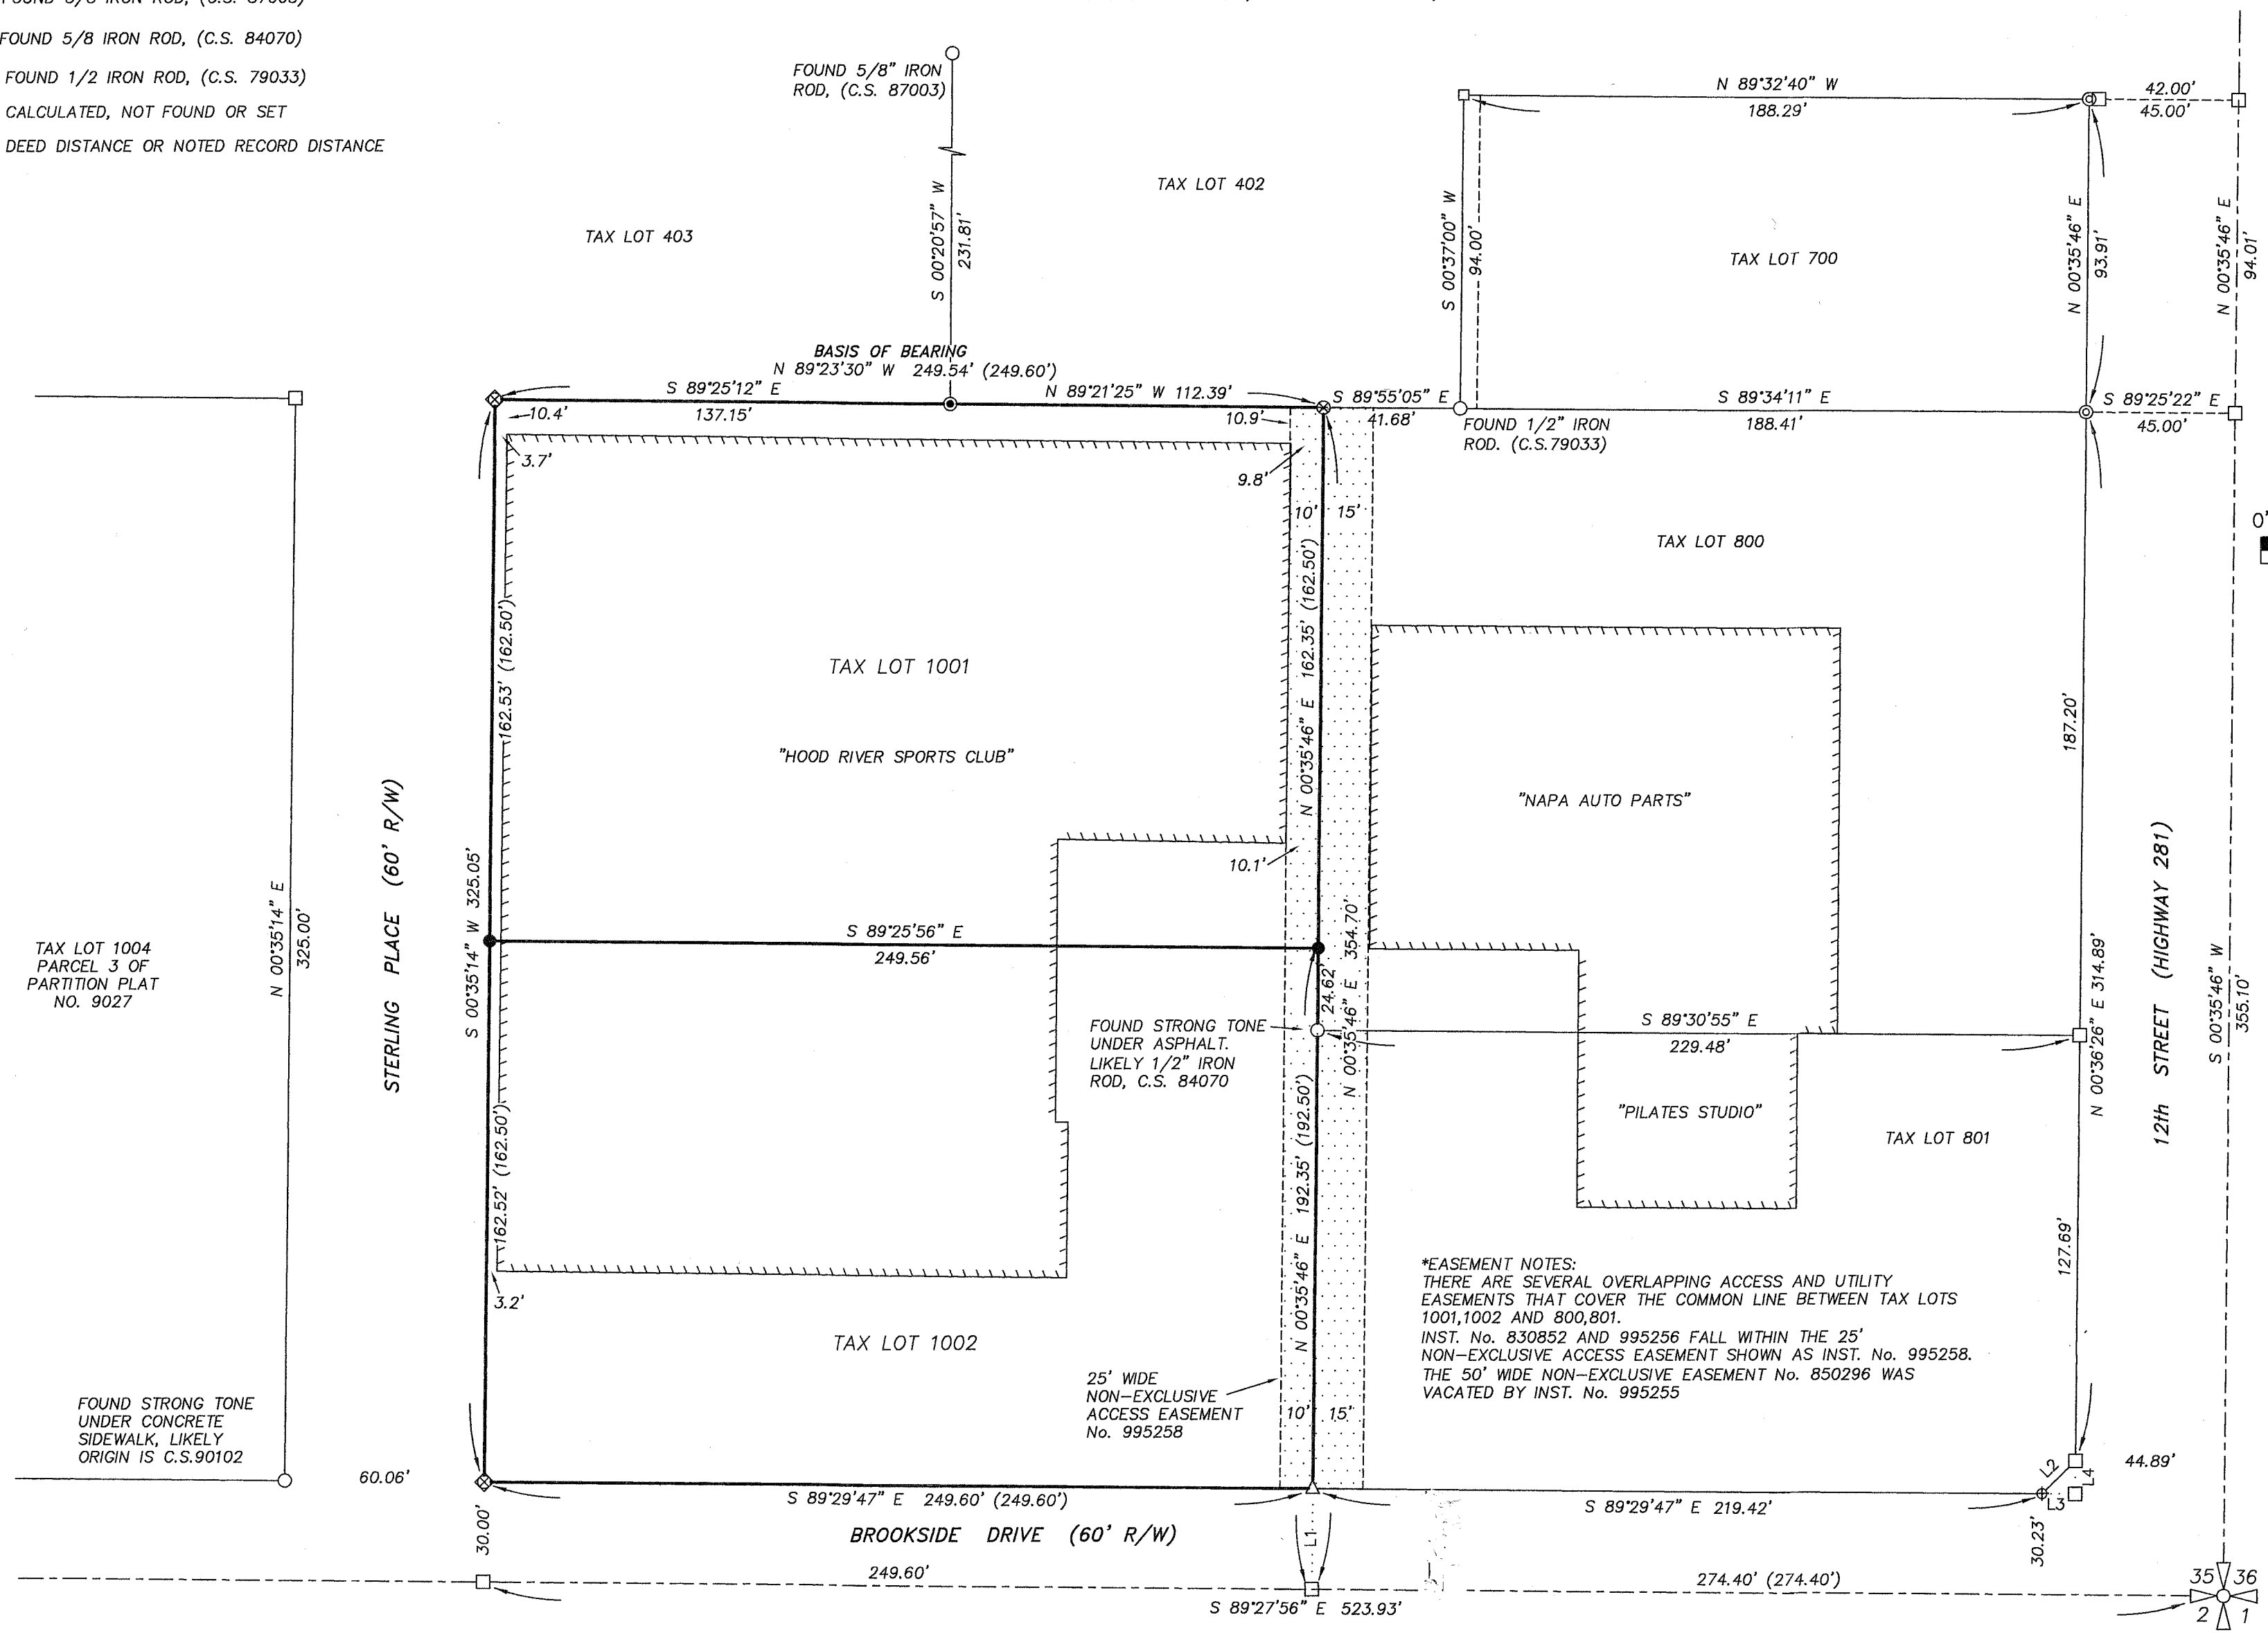 FOUND 5/8 IRON ROD, (C.S. 84070)
FOUND 1/2 IRON ROD, (C.S. 79033)
CALCULATED, NOT FOUND OR SET
DEED DISTANCE OR NOTED RECORD DISTANCE
FOUND 5/8" IRON
ROD, (C.S. 87003)
N 89°32'40" W
188.29'
42.00'
45.00'
TAX LOT 403
S 00°20'57" W
231.81'
TAX LOT 402
S 00°37'00" W
94.00'
TAX LOT 700
N 00°35'46" E
93.91'
N 00°35'46" E
94.01'
BASIS OF BEARING
N 89°23'30" W 249.54' (249.60')
S 89°25'12" E
137.15'
N 89°21'25" W 112.39'
S 89°55'05" E
41.68'
S 89°34'11" E
188.41'
S 89°25'22" E
45.00'
FOUND 1/2" IRON
ROD. (C.S.79033)
10.4'
3.7'
10.9'
9.8'
10' 15'
0'
TAX LOT 800
162.53' (162.50')
TAX LOT 1001
"HOOD RIVER SPORTS CLUB"
N 00°35'46" E 162.35' (162.50')
"NAPA AUTO PARTS"
187.20'
10.1'
TAX LOT 1004
PARCEL 3 OF
PARTITION PLAT
NO. 9027
N 00°35'14" E
325.00'
STERLING PLACE (60' R/W)
S 00°35'14" W 325.05'
S 89°25'56" E
249.56'
24.62'
N 00°35'46" E 354.70'
FOUND STRONG TONE
UNDER ASPHALT.
LIKELY 1/2" IRON
ROD, C.S. 84070
S 89°30'55" E
229.48'
N 00°36'26" E 314.89'
12th STREET (HIGHWAY 281)
S 00°35'46" W
355.10'
"PILATES STUDIO"
TAX LOT 801
162.52' (162.50')
N 00°35'46" E 192.35' (192.50')
127.69'
3.2'
TAX LOT 1002
*EASEMENT NOTES:
THERE ARE SEVERAL OVERLAPPING ACCESS AND UTILITY
EASEMENTS THAT COVER THE COMMON LINE BETWEEN TAX LOTS
1001,1002 AND 800,801.
INST. No. 830852 AND 995256 FALL WITHIN THE 25'
NON-EXCLUSIVE ACCESS EASEMENT SHOWN AS INST. No. 995258.
THE 50' WIDE NON-EXCLUSIVE EASEMENT No. 850296 WAS
VACATED BY INST. No. 995255
25' WIDE
NON-EXCLUSIVE
ACCESS EASEMENT
No. 995258
10' 15'
FOUND STRONG TONE
UNDER CONCRETE
SIDEWALK, LIKELY
ORIGIN IS C.S.90102
60.06'
S 89°29'47" E 249.60' (249.60')
S 89°29'47" E 219.42'
L2
L3
L4
44.89'
30.00'
BROOKSIDE DRIVE (60' R/W)
L1
30.23'
249.60'
274.40' (274.40')
S 89°27'56" E 523.93'
35 36
2 1